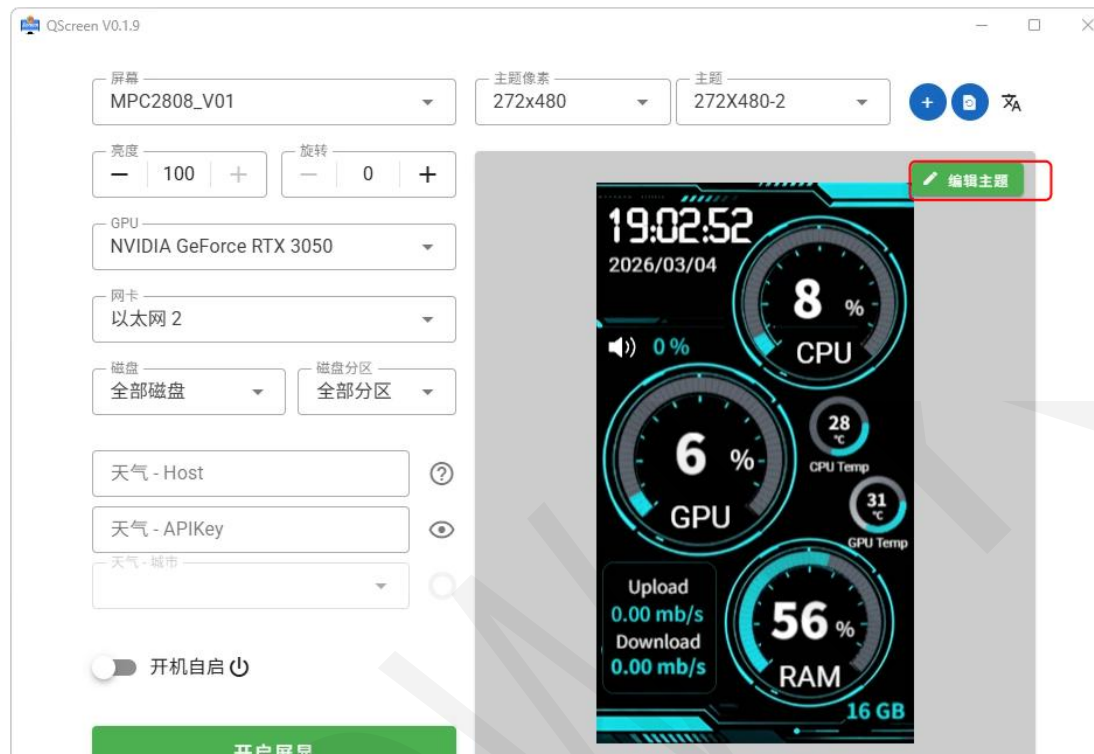 QScreen V0.1.9
屏幕
MPC2808_V01
主题像素
272x480
主题
272X480-2
亮度
100
旋转
0
编辑主题
GPU
NVIDIA GeForce RTX 3050
网卡
以太网 2
磁盘
全部磁盘
磁盘分区
全部分区
天气 - Host
天气 - APIKey
天气 - 城市
开机自启
开启屏显
19:02:52
2026/03/04
8 %
CPU
0 %
28
°C
CPU Temp
6 %
GPU
31
°C
GPU Temp
Upload
0.00 mb/s
Download
0.00 mb/s
56 %
RAM
16 GB